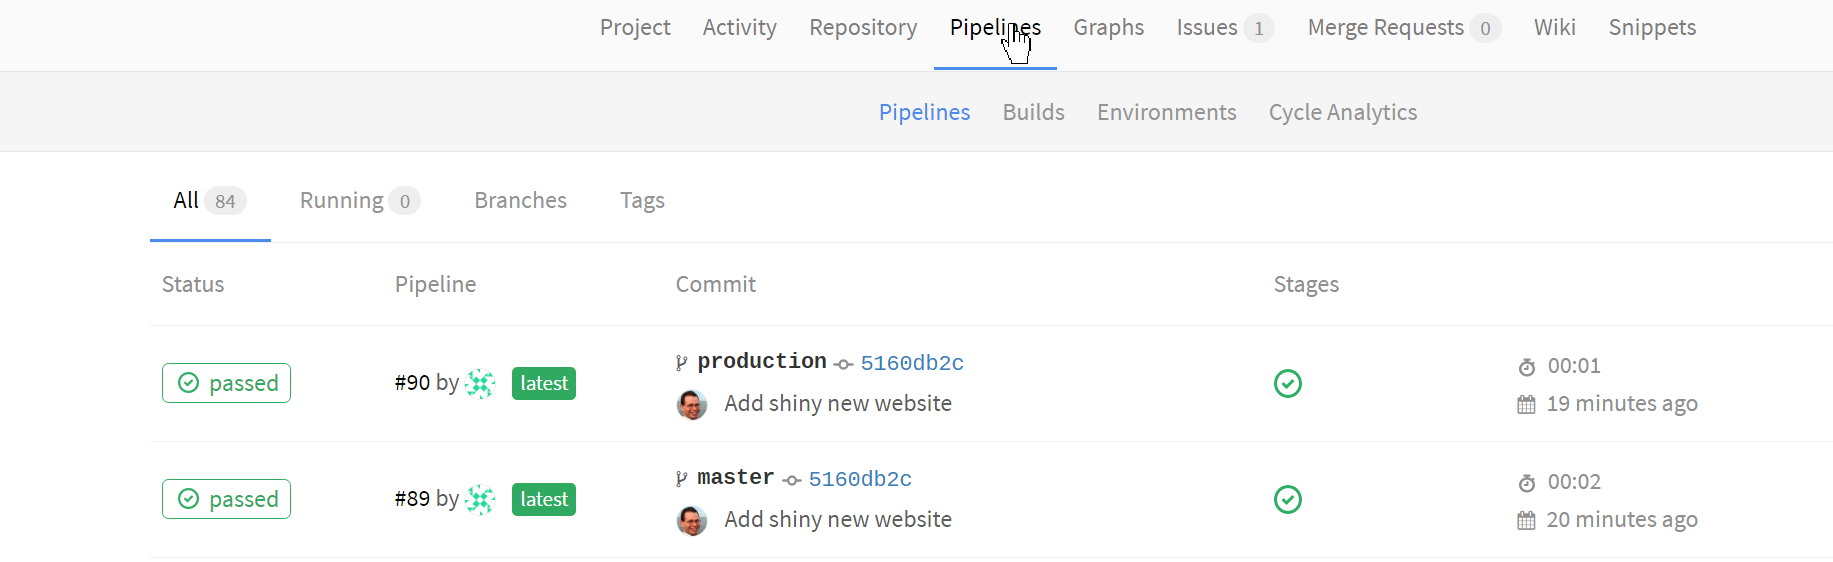 Project Activity Repository Pipelines Graphs Issues 1 Merge Requests 0 Wiki Snippets
Pipelines Builds Environments Cycle Analytics
All 84 Running 0 Branches Tags
Status Pipeline Commit Stages
passed #90 by latest production 5160db2c 00:01
Add shiny new website 19 minutes ago
passed #89 by latest master 5160db2c 00:02
Add shiny new website 20 minutes ago